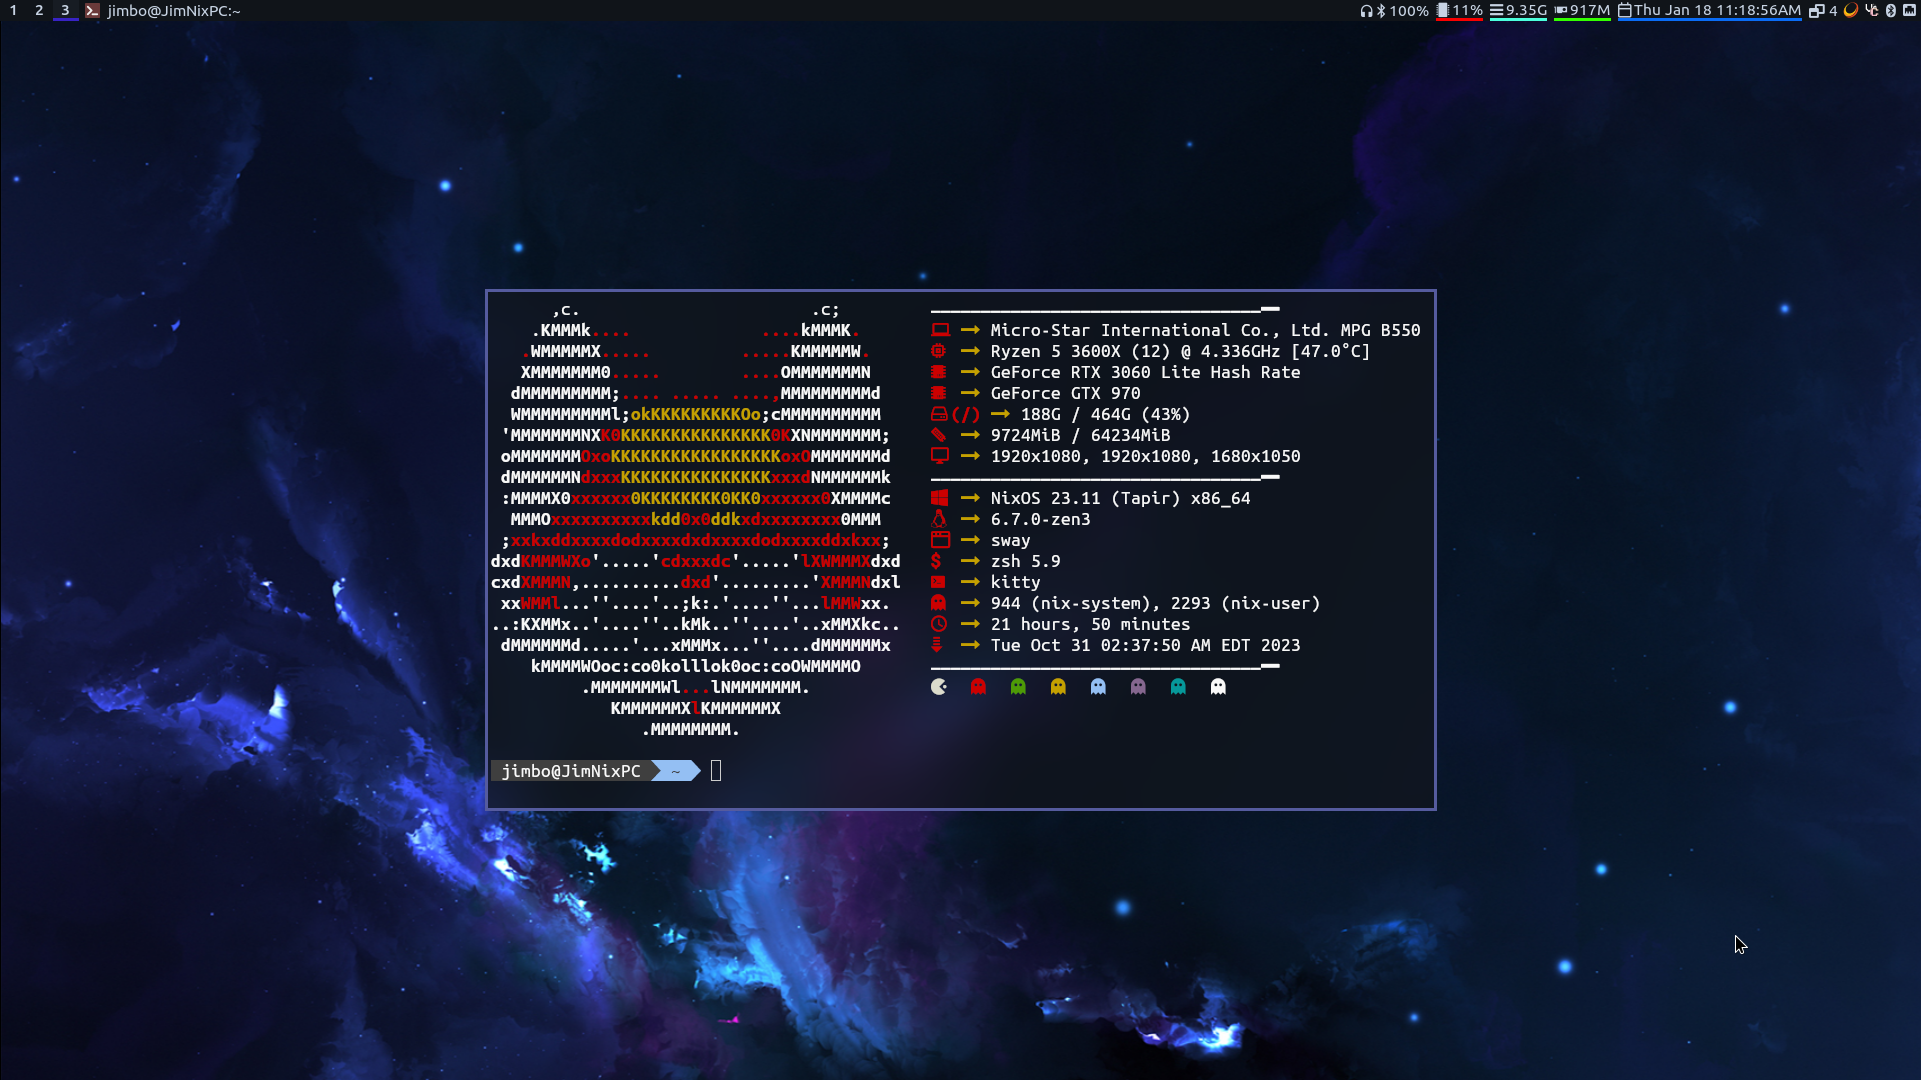 1 2 3 jimbo@JimNixPC:~ 100% 11% 9.35G 917M Thu Jan 18 11:18:56AM 4
,c. .c;
.KMMMk.... ....kMMMK.
.WMMMMMX..... .....KMMMMMW.
XMMMMMMM0..... ....OMMMMMMMN
dMMMMMMMMM;.... ..... ....,MMMMMMMMMd
WMMMMMMMMMl;okKKKKKKKKKOo;cMMMMMMMMMM
'MMMMMMMNXK0KKKKKKKKKKKKKKK0KXNMMMMMMM;
oMMMMMMMOxoKKKKKKKKKKKKKKKKKoxOMMMMMMMd
dMMMMMMNdxxxKKKKKKKKKKKKKKKxxxdNMMMMMMk
:MMMMX0xxxxxx0KKKKKKKK0KK0xxxxxx0XMMMMc
MMMOxxxxxxxxxxkdd0x0ddkxdxxxxxxxx0MMM
;xxkxddxxxxdodxxxxdxdxxxxdodxxxxddxkxx;
dxdKMMMWXo'.....'cdxxxdc'.....'lXWMMMXdxd
cxdXMMMN,..........dxd'.........'XMMMNdxl
xxWMMl...''....'..;k:.'....''...lMMWxx.
..:KXMMx..'....''..kMk..''....'..xMMXkc..
dMMMMMMd.....'...xMMMx...''....dMMMMMMx
kMMMMWOoc:co0kolllok0oc:coOWMMMMO
.MMMMMMMWl...lNMMMMMMM.
KMMMMMMXlKMMMMMMX
.MMMMMMMM.
Micro-Star International Co., Ltd. MPG B550
Ryzen 5 3600X (12) @ 4.336GHz [47.0°C]
GeForce RTX 3060 Lite Hash Rate
GeForce GTX 970
(/) → 188G / 464G (43%)
9724MiB / 64234MiB
1920x1080, 1920x1080, 1680x1050
NixOS 23.11 (Tapir) x86_64
6.7.0-zen3
sway
zsh 5.9
kitty
944 (nix-system), 2293 (nix-user)
21 hours, 50 minutes
Tue Oct 31 02:37:50 AM EDT 2023
jimbo@JimNixPC ~